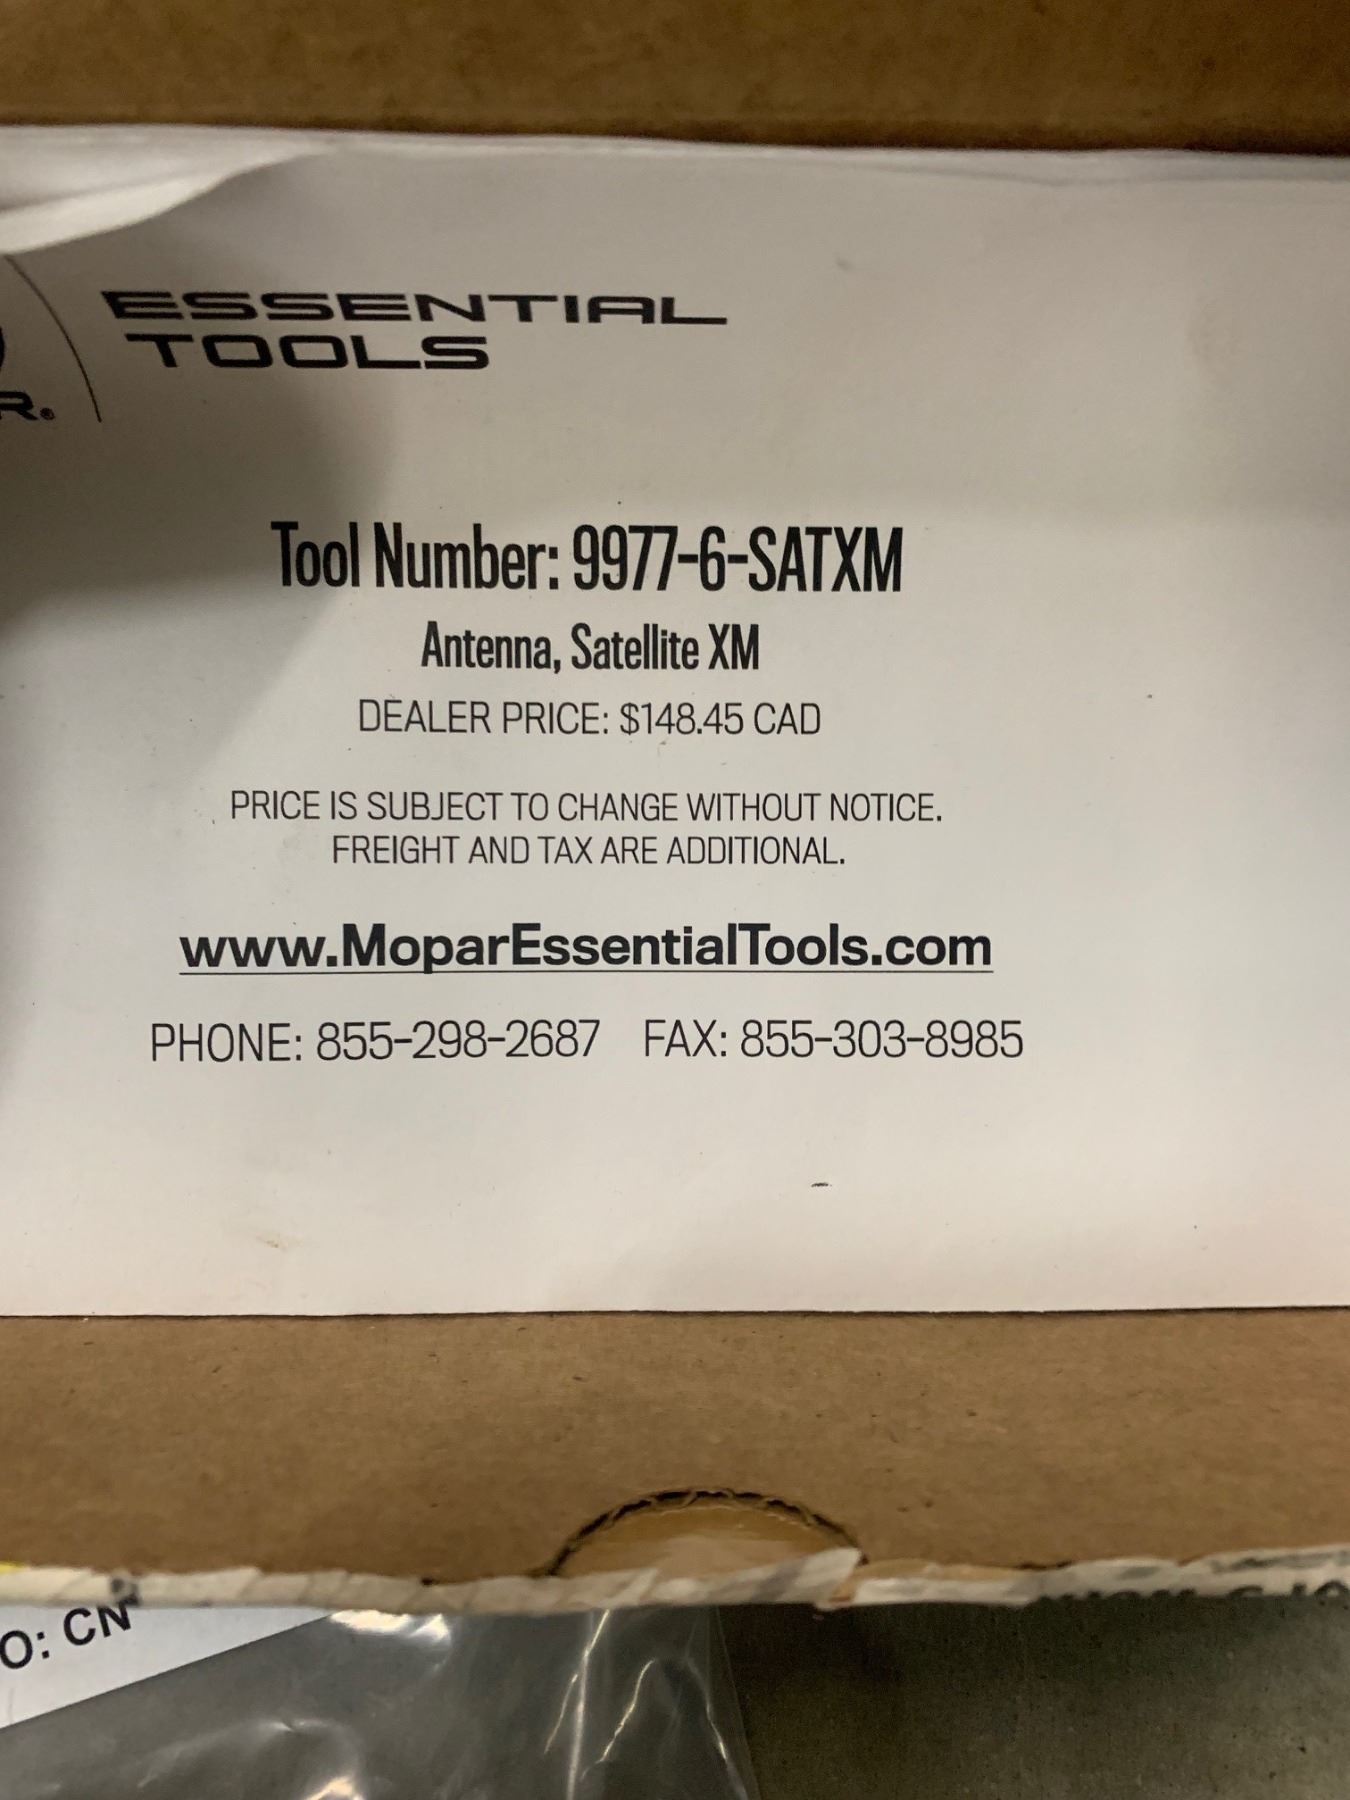 ESSENTIAL
TOOLS
R®
Tool Number: 9977-6-SATXM
Antenna, Satellite XM
DEALER PRICE: $148.45 CAD
PRICE IS SUBJECT TO CHANGE WITHOUT NOTICE.
FREIGHT AND TAX ARE ADDITIONAL.
www.MoparEssentialTools.com
PHONE: 855-298-2687 FAX: 855-303-8985
O: CN